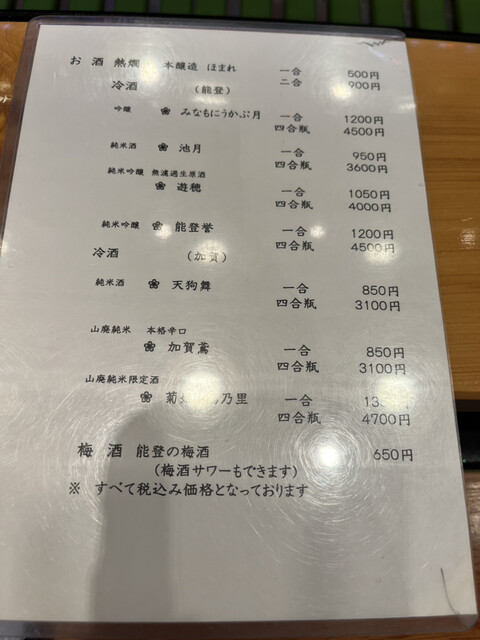 お酒 熱燗 本醸造 ほまれ 一合 500円
二合 900円
冷酒 (能登)
吟醸 みなもにうかぶ月 一合 1200円
四合瓶 4500円
純米酒 池月 一合 950円
四合瓶 3600円
純米吟醸 無濾過生原酒
遊穂 一合 1050円
四合瓶 4000円
純米吟醸 能登誉 一合 1200円
四合瓶 4500円
冷酒 (加賀)
純米酒 天狗舞 一合 850円
四合瓶 3100円
山廃純米 本格辛口
加賀鳶 一合 850円
四合瓶 3100円
山廃純米限定酒
菊 乃里 一合
四合瓶 4700円
梅酒 能登の梅酒 650円
(梅酒サワーもできます)
※ すべて税込み価格となっております